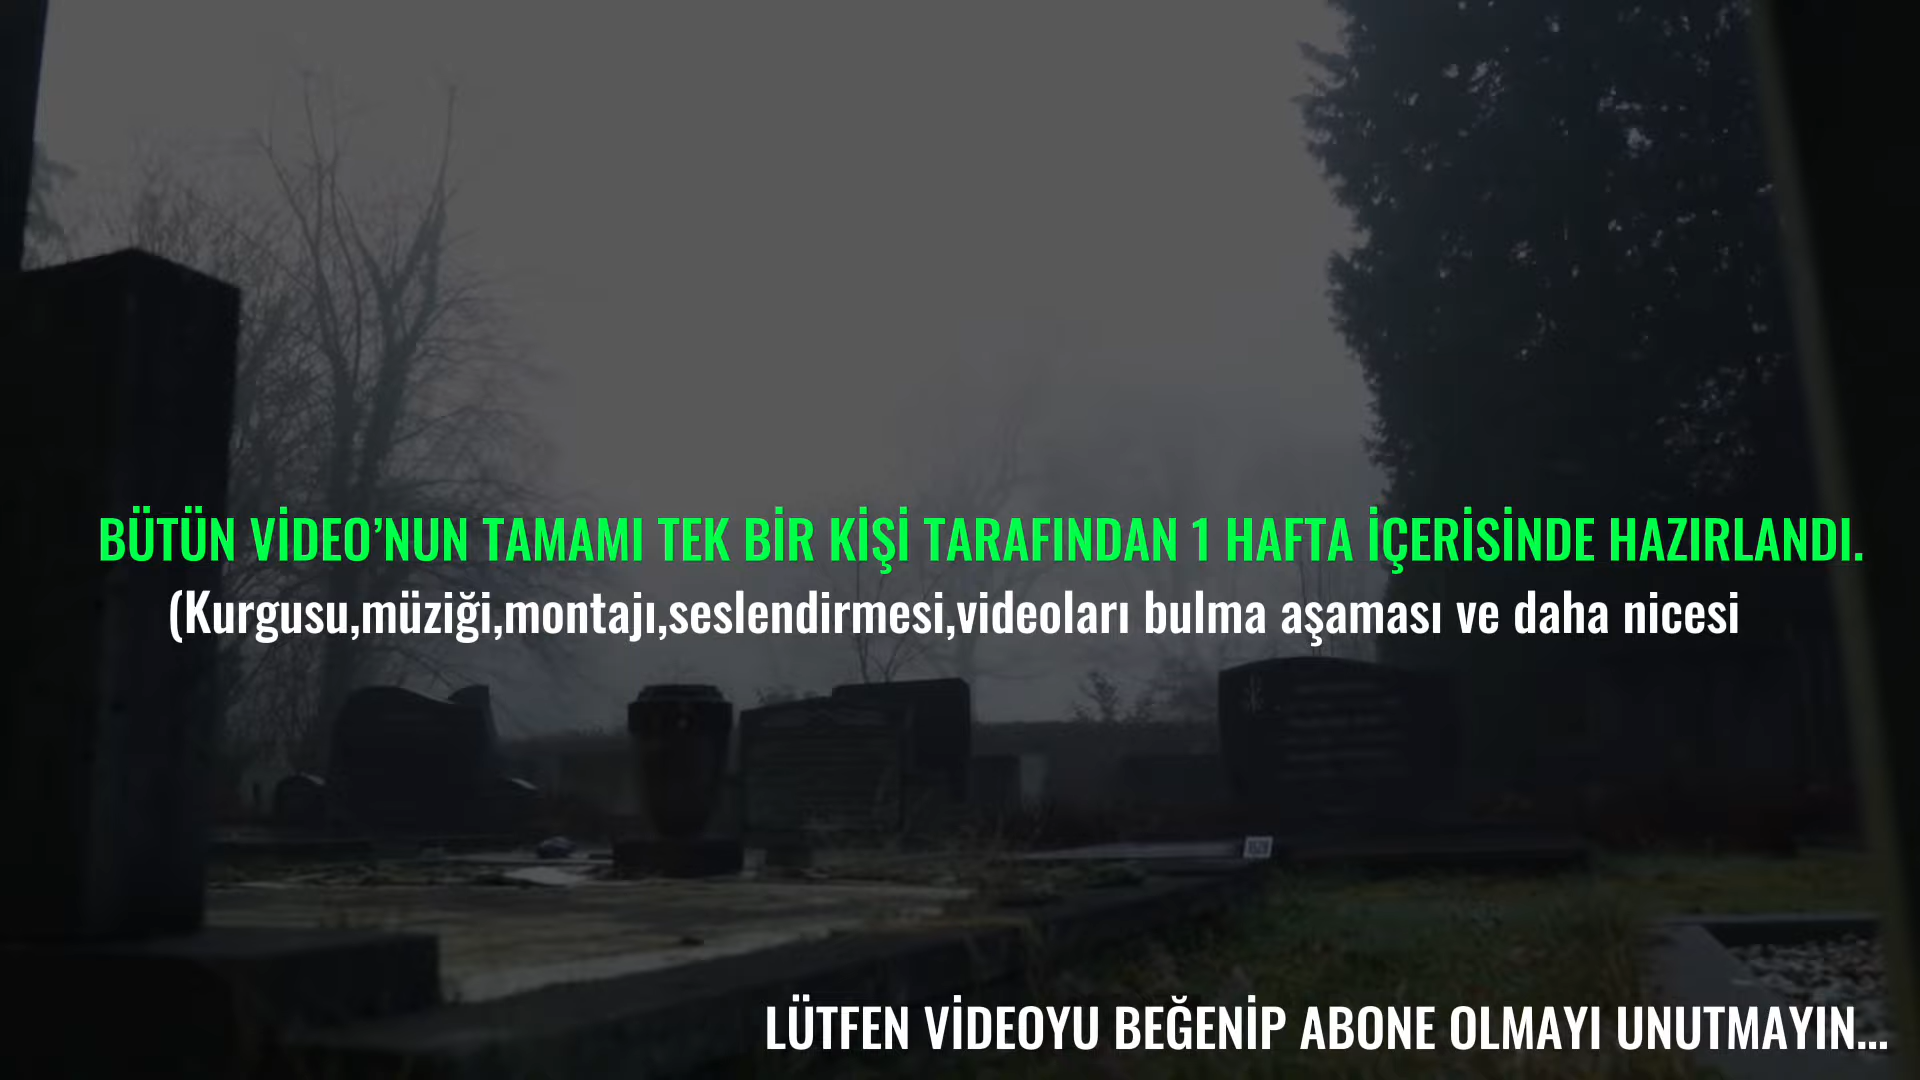 BÜTÜN VİDEO’NUN TAMAMI TEK BİR KİŞİ TARAFINDAN 1 HAFTA İÇERİSİNDE HAZIRLANDI.
(Kurgusu,müziği,montajı,seslendirmesi,videoları bulma aşaması ve daha nicesi
LÜTFEN VİDEOYU BEĞENİP ABONE OLMAYI UNUTMAYIN...